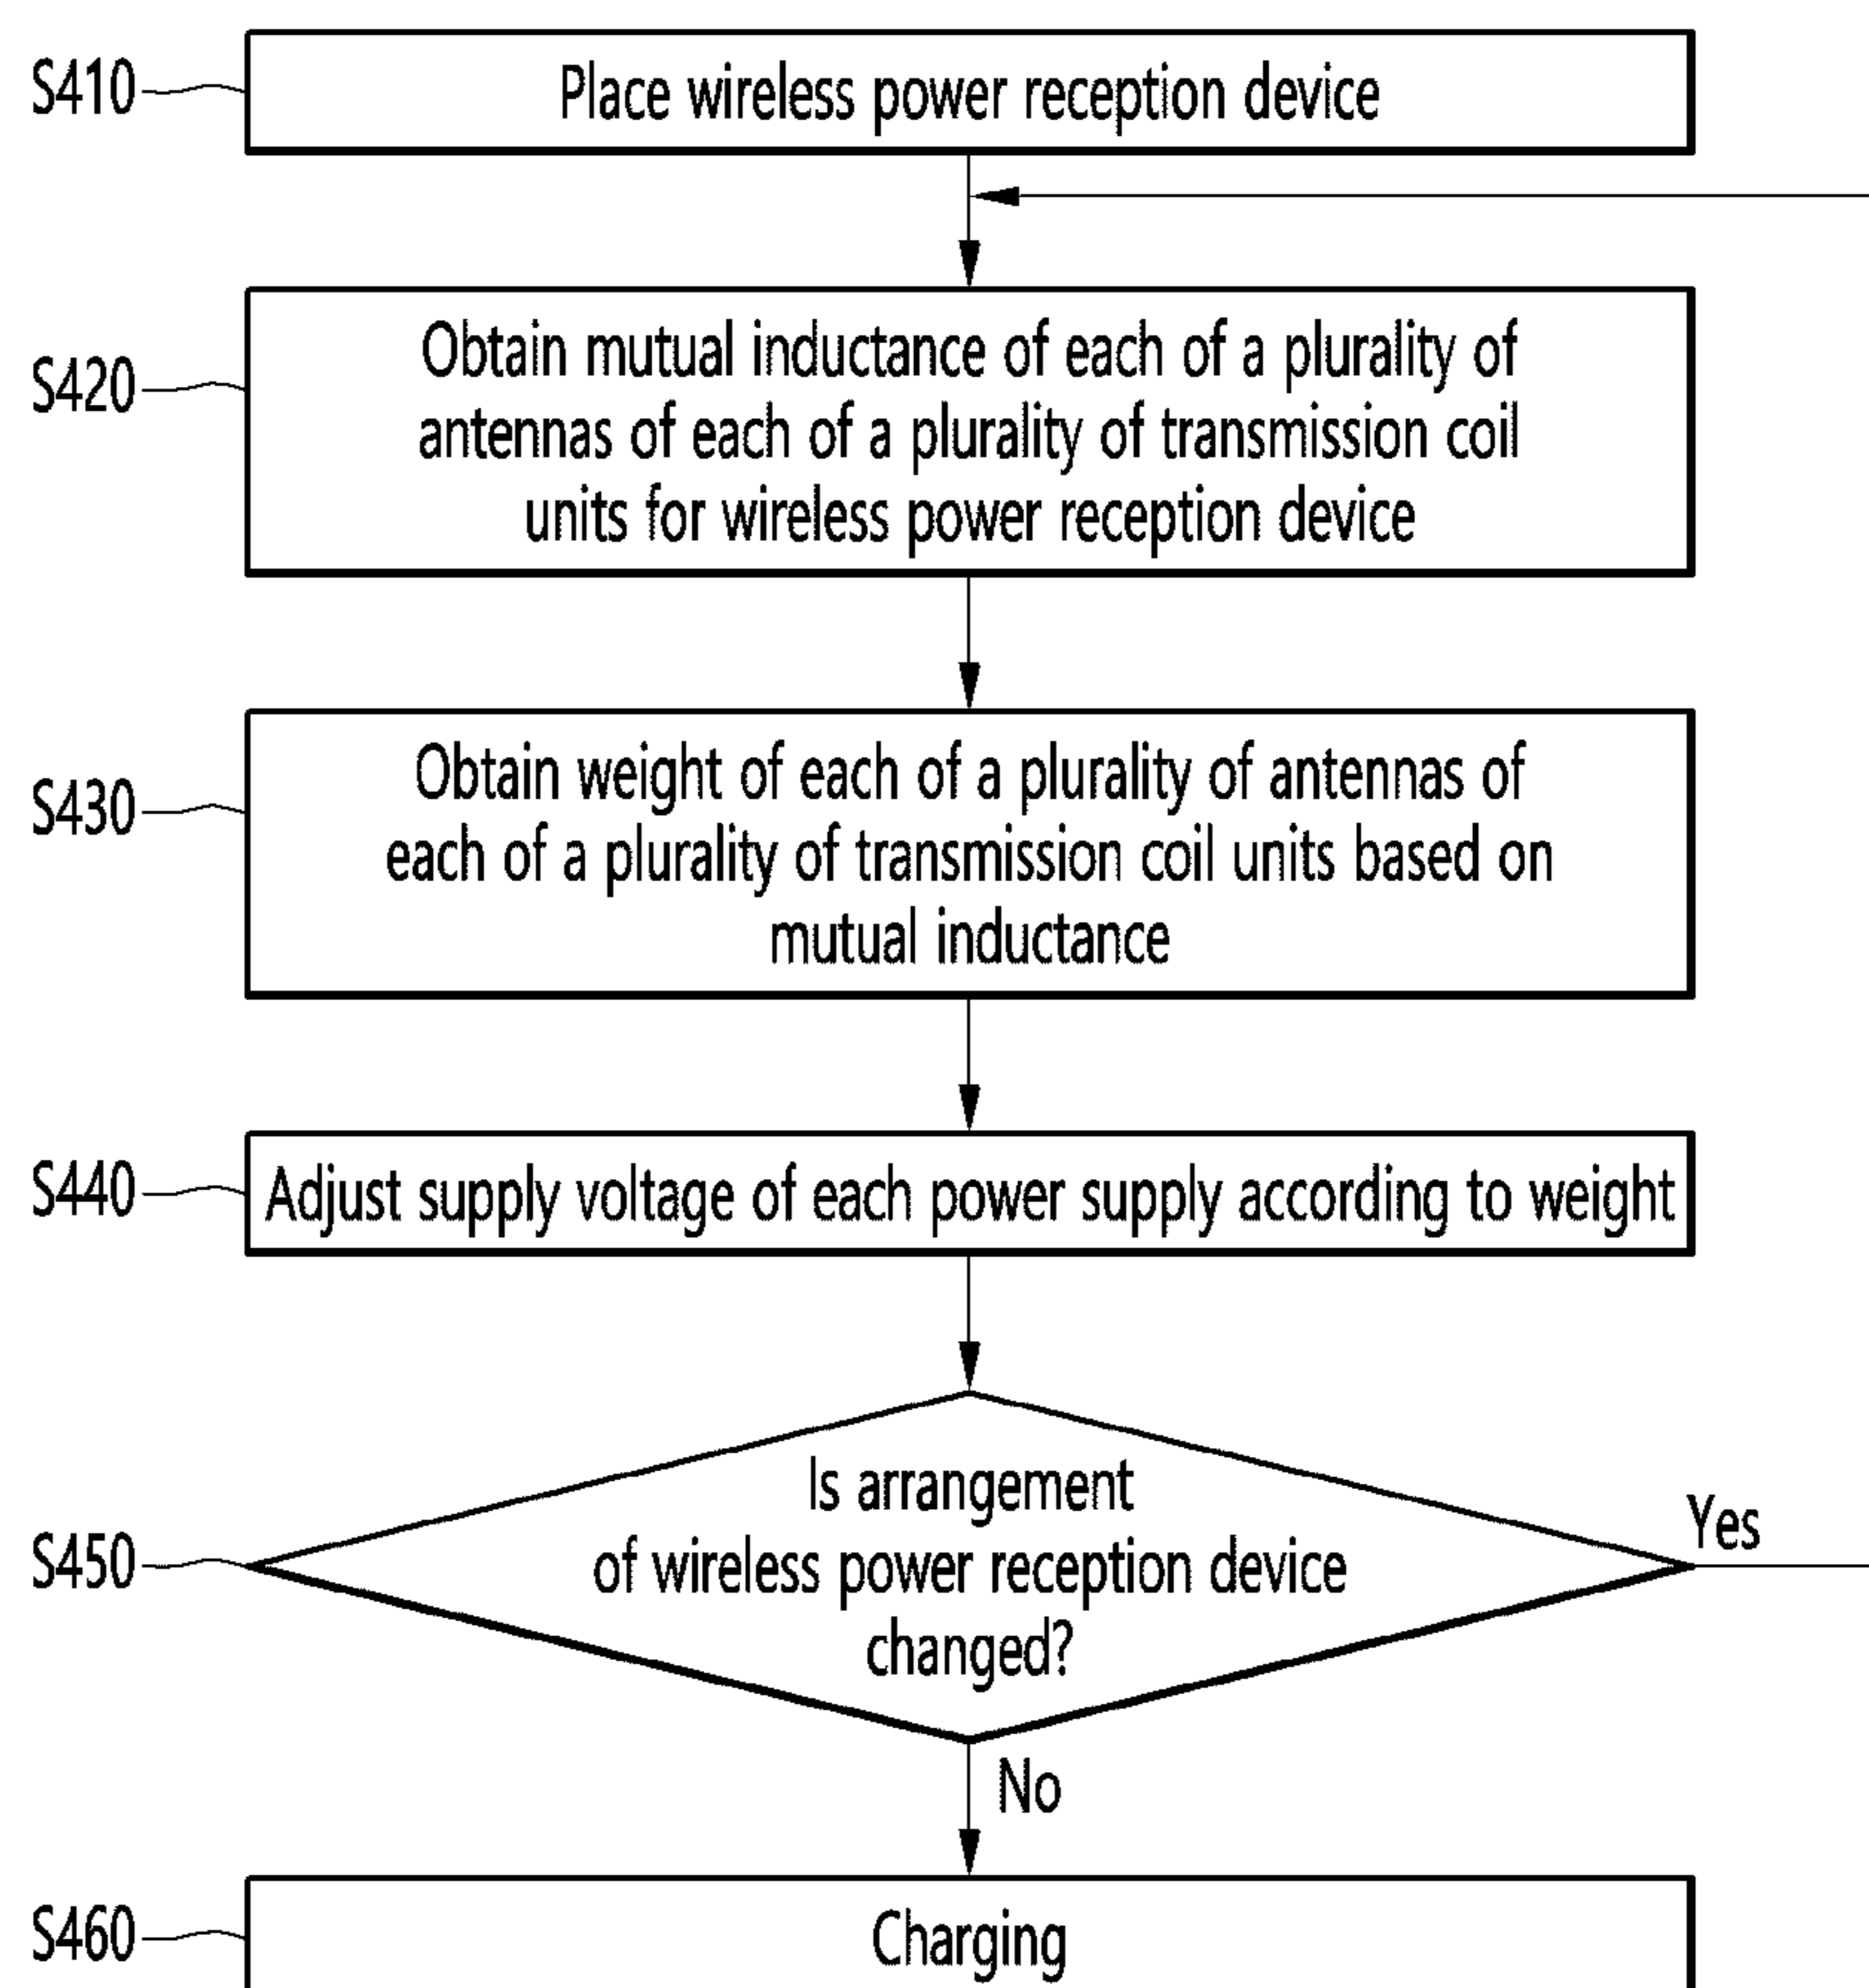 S410
Place wireless power reception device
S420
Obtain mutual inductance of each of a plurality of
antennas of each of a plurality of transmission coil
units for wireless power reception device
S430
Obtain weight of each of a plurality of antennas of
each of a plurality of transmission coil units based on
mutual inductance
S440
Adjust supply voltage of each power supply according to weight
S450
Is arrangement
of wireless power reception device
changed?
Yes
No
S460
Charging